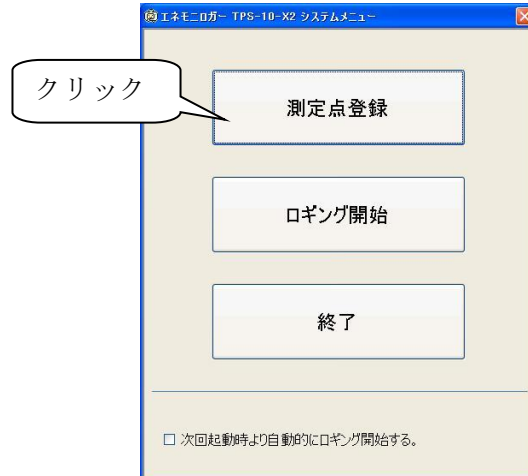 エネモニロガー TPS-10-X2 システムメニュー
クリック
測定点登録
ロギング開始
終了
次回起動時より自動的にロギング開始する。